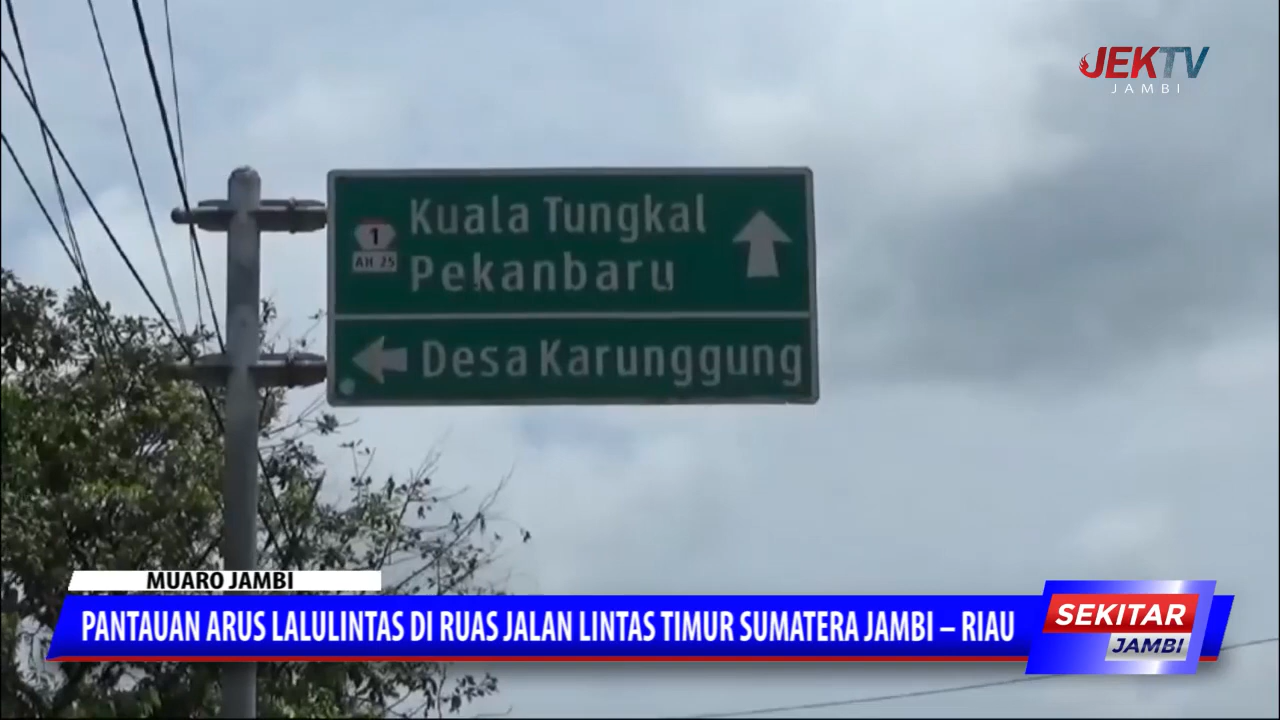 JEKTV
JAMBI
Kuala Tungkal
1
AH 25
Pekanbaru
Desa Karunggung
MUARO JAMBI
PANTAUAN ARUS LALULINTAS DI RUAS JALAN LINTAS TIMUR SUMATERA JAMBI – RIAU
SEKITAR
JAMBI